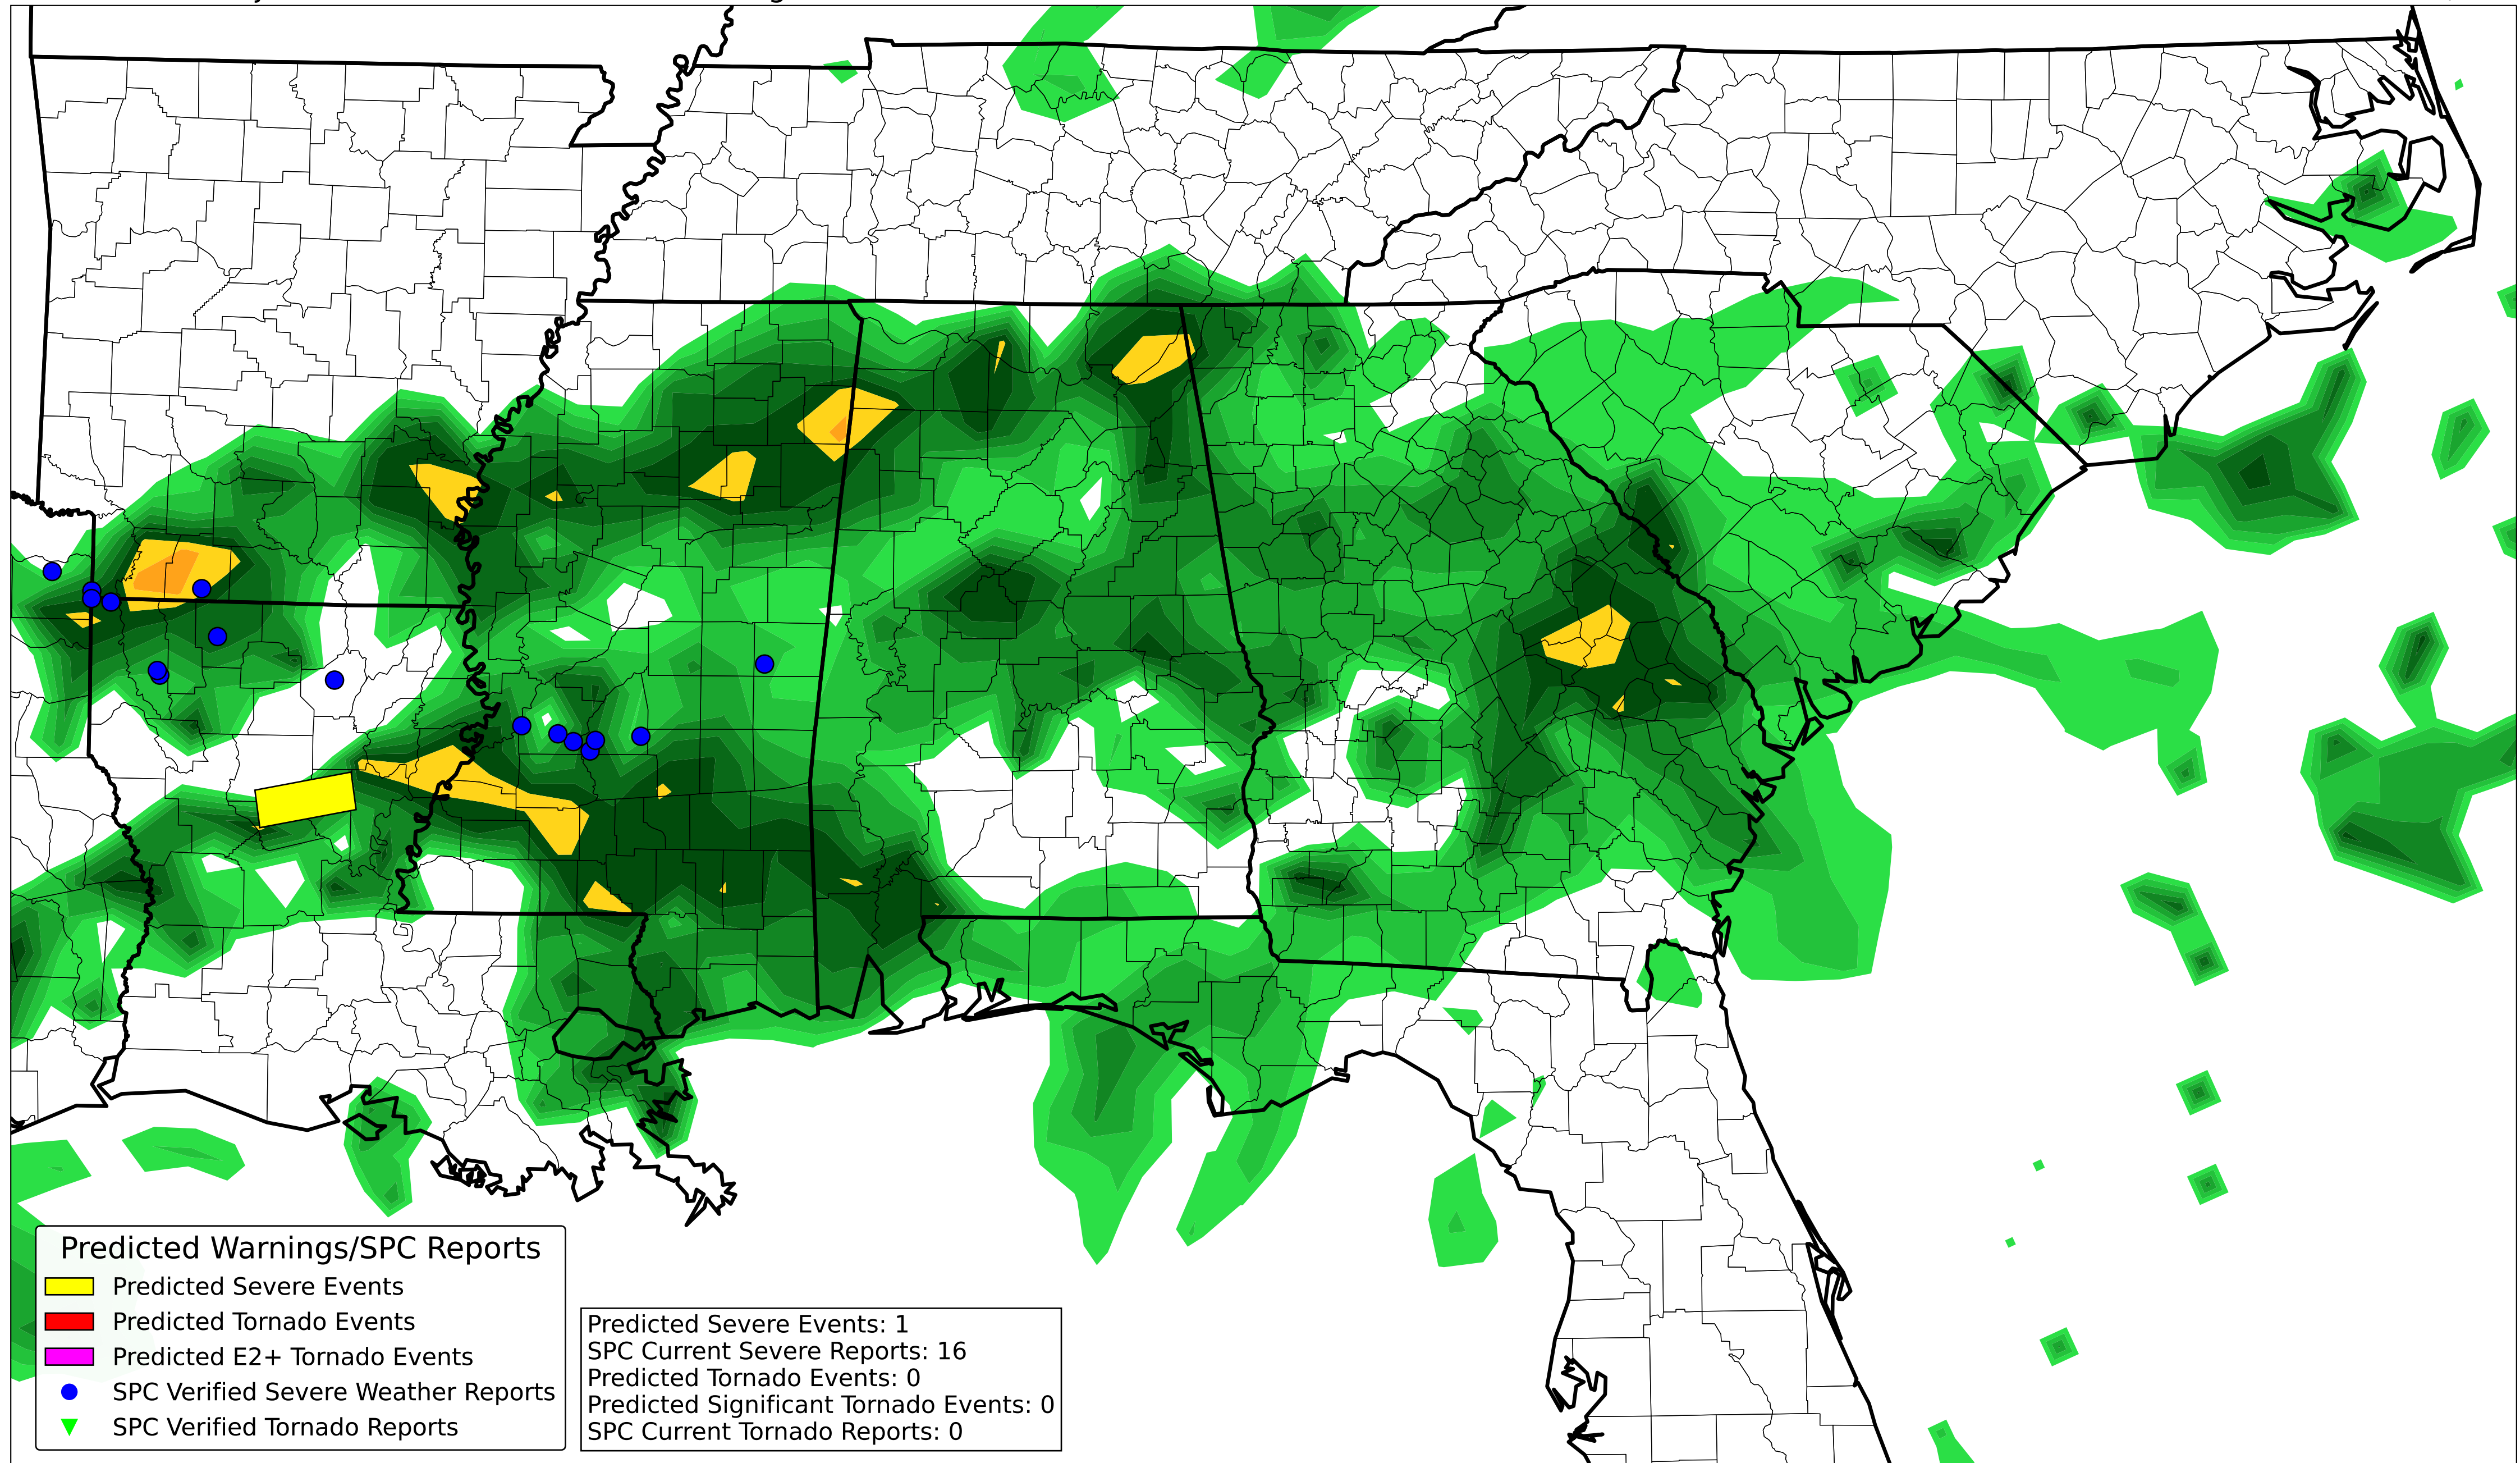 Predicted Warnings/SPC Reports
Predicted Severe Events
Predicted Tornado Events
Predicted E2+ Tornado Events
SPC Verified Severe Weather Reports
SPC Verified Tornado Reports
Predicted Severe Events: 1
SPC Current Severe Reports: 16
Predicted Tornado Events: 0
Predicted Significant Tornado Events: 0
SPC Current Tornado Reports: 0